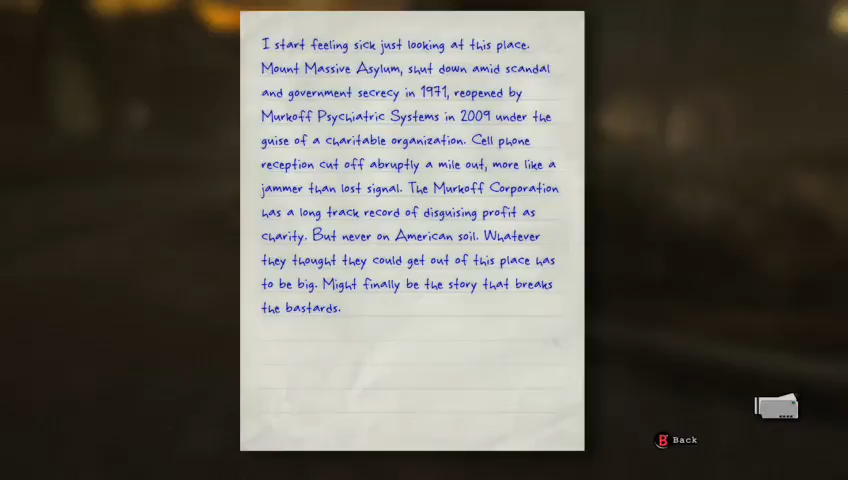 I start feeling sick just looking at this place.
Mount Massive Asylum, shut down amid scandal
and government secrecy in 1971, reopened by
Murkoff Psychiatric Systems in 2009 under the
guise of a charitable organization. Cell phone
reception cut off abruptly a mile out, more like a
jammer than lost signal. The Murkoff Corporation
has a long track record of disguising profit as
charity. But never on American soil. Whatever
they thought they could get out of this place has
to be big. Might finally be the story that breaks
the bastards.
B Back